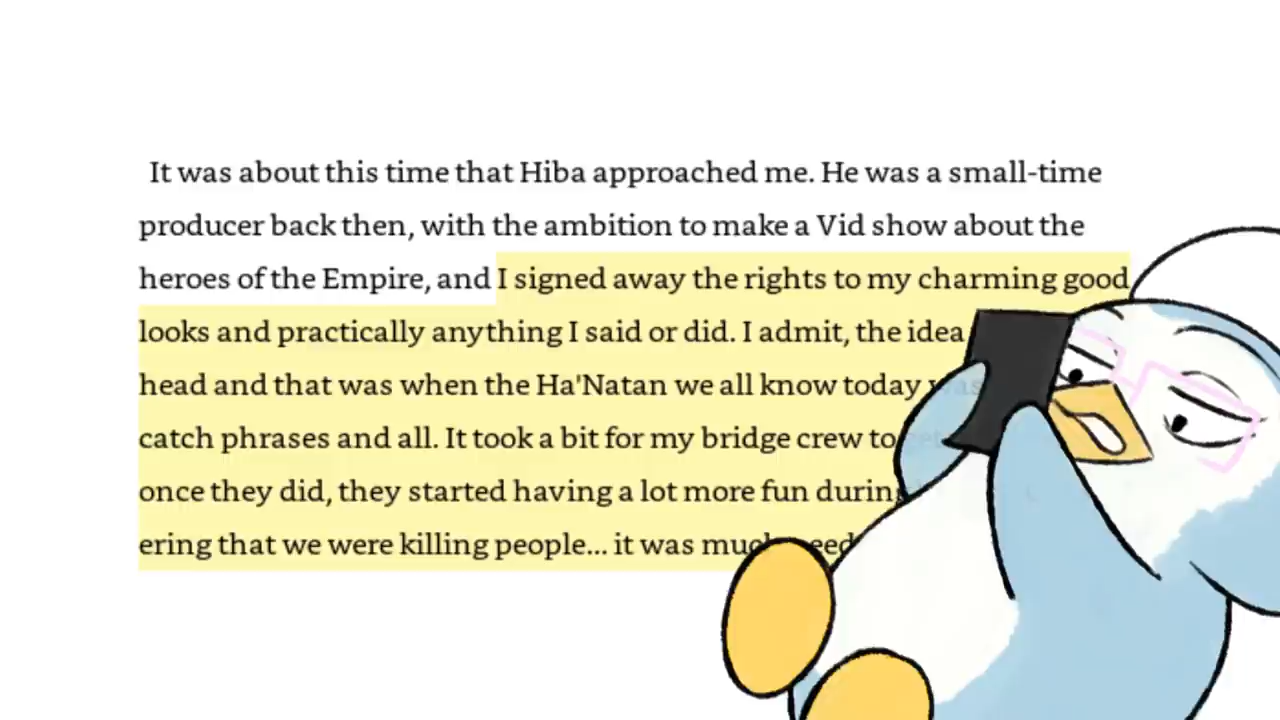 It was about this time that Hiba approached me. He was a small-time
producer back then, with the ambition to make a Vid show about the
heroes of the Empire, and I signed away the rights to my charming good
looks and practically anything I said or did. I admit, the idea
head and that was when the Ha'Natan we all know today was
catch phrases and all. It took a bit for my bridge crew to
once they did, they started having a lot more fun during
ering that we were killing people... it was much